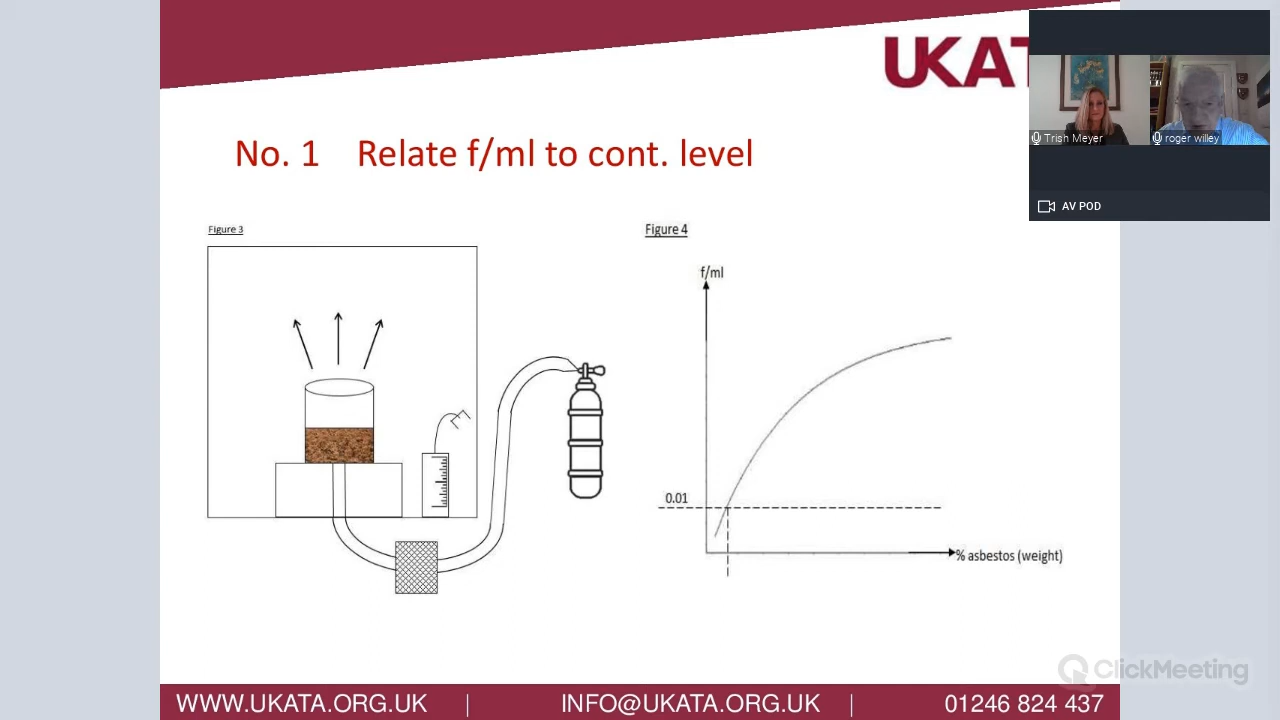 UKAT
Trish Meyer
roger willey
AV POD
No. 1 Relate f/ml to cont. level
Figure 3
Figure 4
f/ml
0.01
% asbestos (weight)
ClickMeeting
WWW.UKATA.ORG.UK | INFO@UKATA.ORG.UK | 01246 824 437